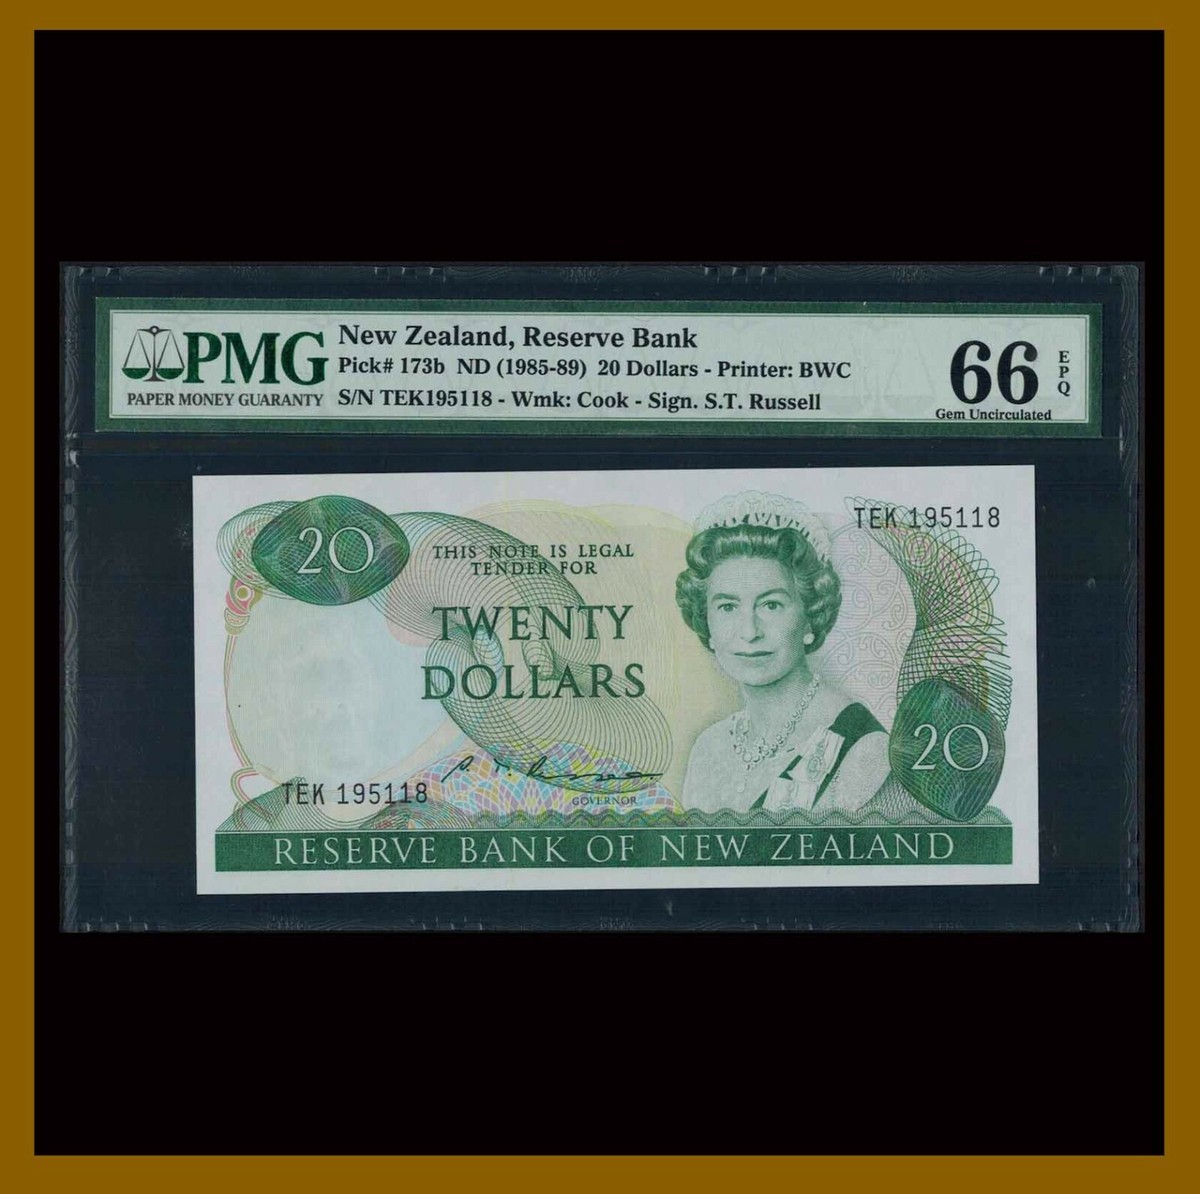 PMG
PAPER MONEY GUARANTY
New Zealand, Reserve Bank
Pick# 173b ND (1985-89) 20 Dollars - Printer: BWC
S/N TEK195118 - Wmk: Cook - Sign. S.T. Russell
66
EPQ
Gem Uncirculated
20
THIS NOTE IS LEGAL
TENDER FOR
TWENTY
DOLLARS
TEK 195118
20
TEK 195118
GOVERNOR
RESERVE BANK OF NEW ZEALAND